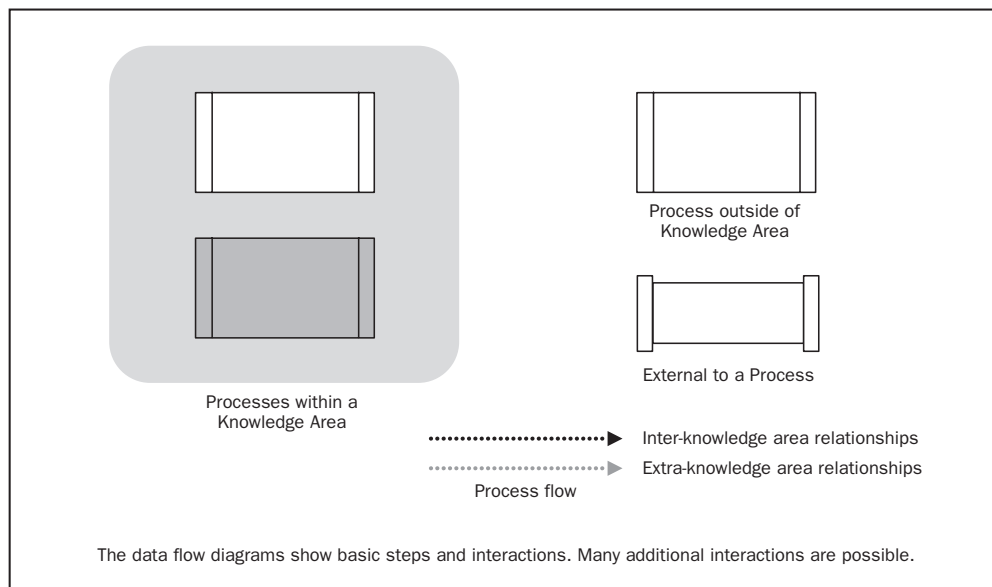 Process outside of
Knowledge Area
External to a Process
Processes within a
Knowledge Area
Inter-knowledge area relationships
Extra-knowledge area relationships
Process flow
The data flow diagrams show basic steps and interactions. Many additional interactions are possible.